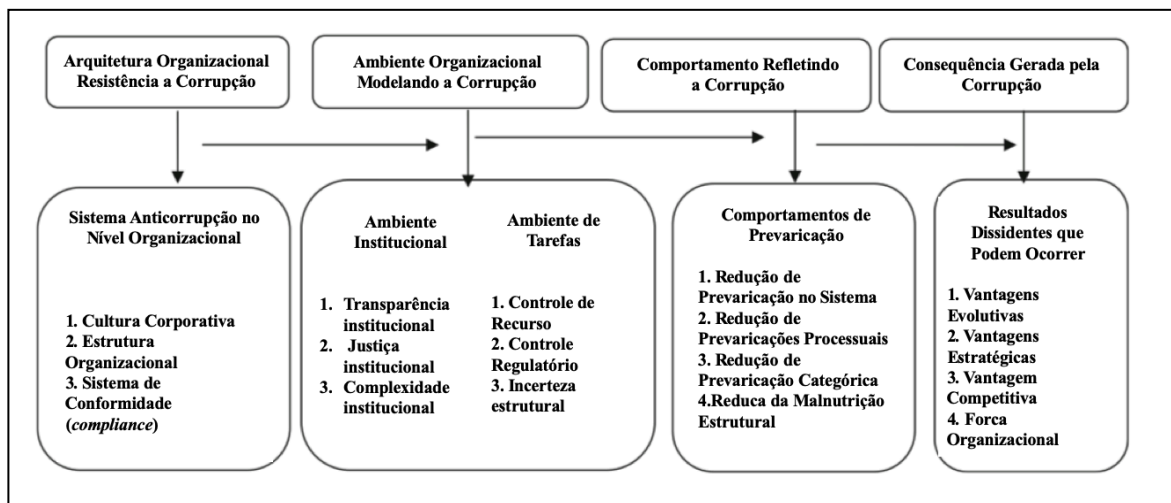 Arquitetura Organizacional
Resistência a Corrupção
Ambiente Organizacional
Modelando a Corrupção
Comportamento Refletindo
a Corrupção
Consequência Gerada pela
Corrupção
Sistema Anticorrupção no
Nível Organizacional
1. Cultura Corporativa
2. Estrutura
Organizacional
3. Sistema de
Conformidade
(compliance)
Ambiente
Institucional
1. Transparência
institucional
2. Justiça
institucional
3. Complexidade
institucional
Ambiente de
Tarefas
1. Controle de
Recurso
2. Controle
Regulatório
3. Incerteza
estrutural
Comportamentos de
Prevaricação
1. Redução de
Prevaricação no Sistema
2. Redução de
Prevaricações Processuais
3. Redução de
Prevaricação Categórica
4.Reduca da Malnutrição
Estrutural
Resultados
Dissidentes que
Podem Ocorrer
1. Vantagens
Evolutivas
2. Vantagens
Estratégicas
3. Vantagem
Competitiva
4. Forca
Organizacional